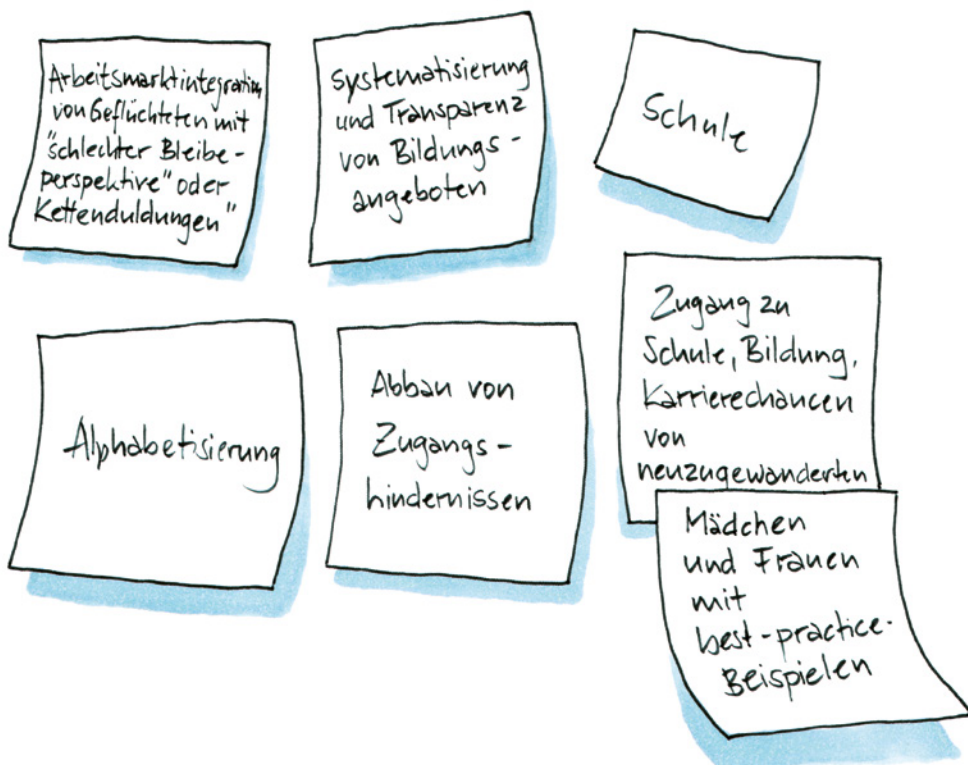 Arbeitsmarktintegration
von Geflüchteten mit
"schlechter Bleibe-
perspektive" oder
Kettenduldungen"
Systematisierung
und Transparenz
von Bildungs-
angeboten
Schule
Alphabetisierung
Abbau von
Zugangs-
hindernissen
Zugang zu
Schule, Bildung,
Karrierechancen
von
neuzugewanderten
Mädchen
und Frauen
mit
best-practice-
Beispielen